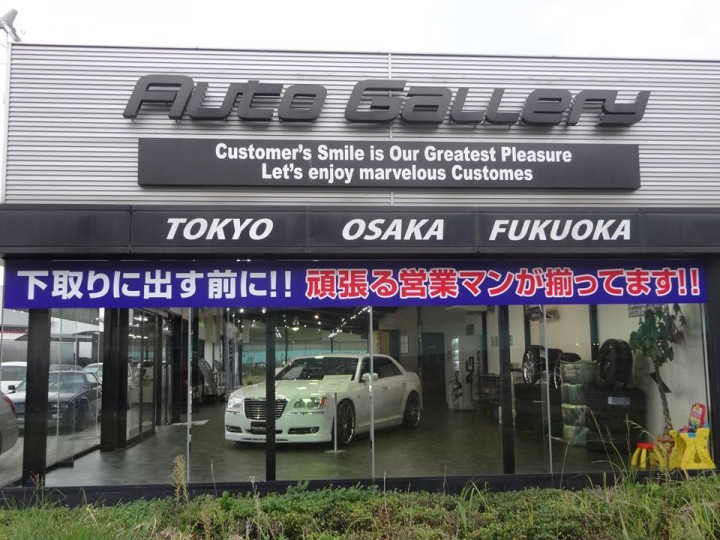 Auto Gallery
Customer's Smile is Our Greatest Pleasure
Let's enjoy marvelous Customes
TOKYO OSAKA FUKUOKA
下取りに出す前に!! 頑張る営業マンが揃ってます!!